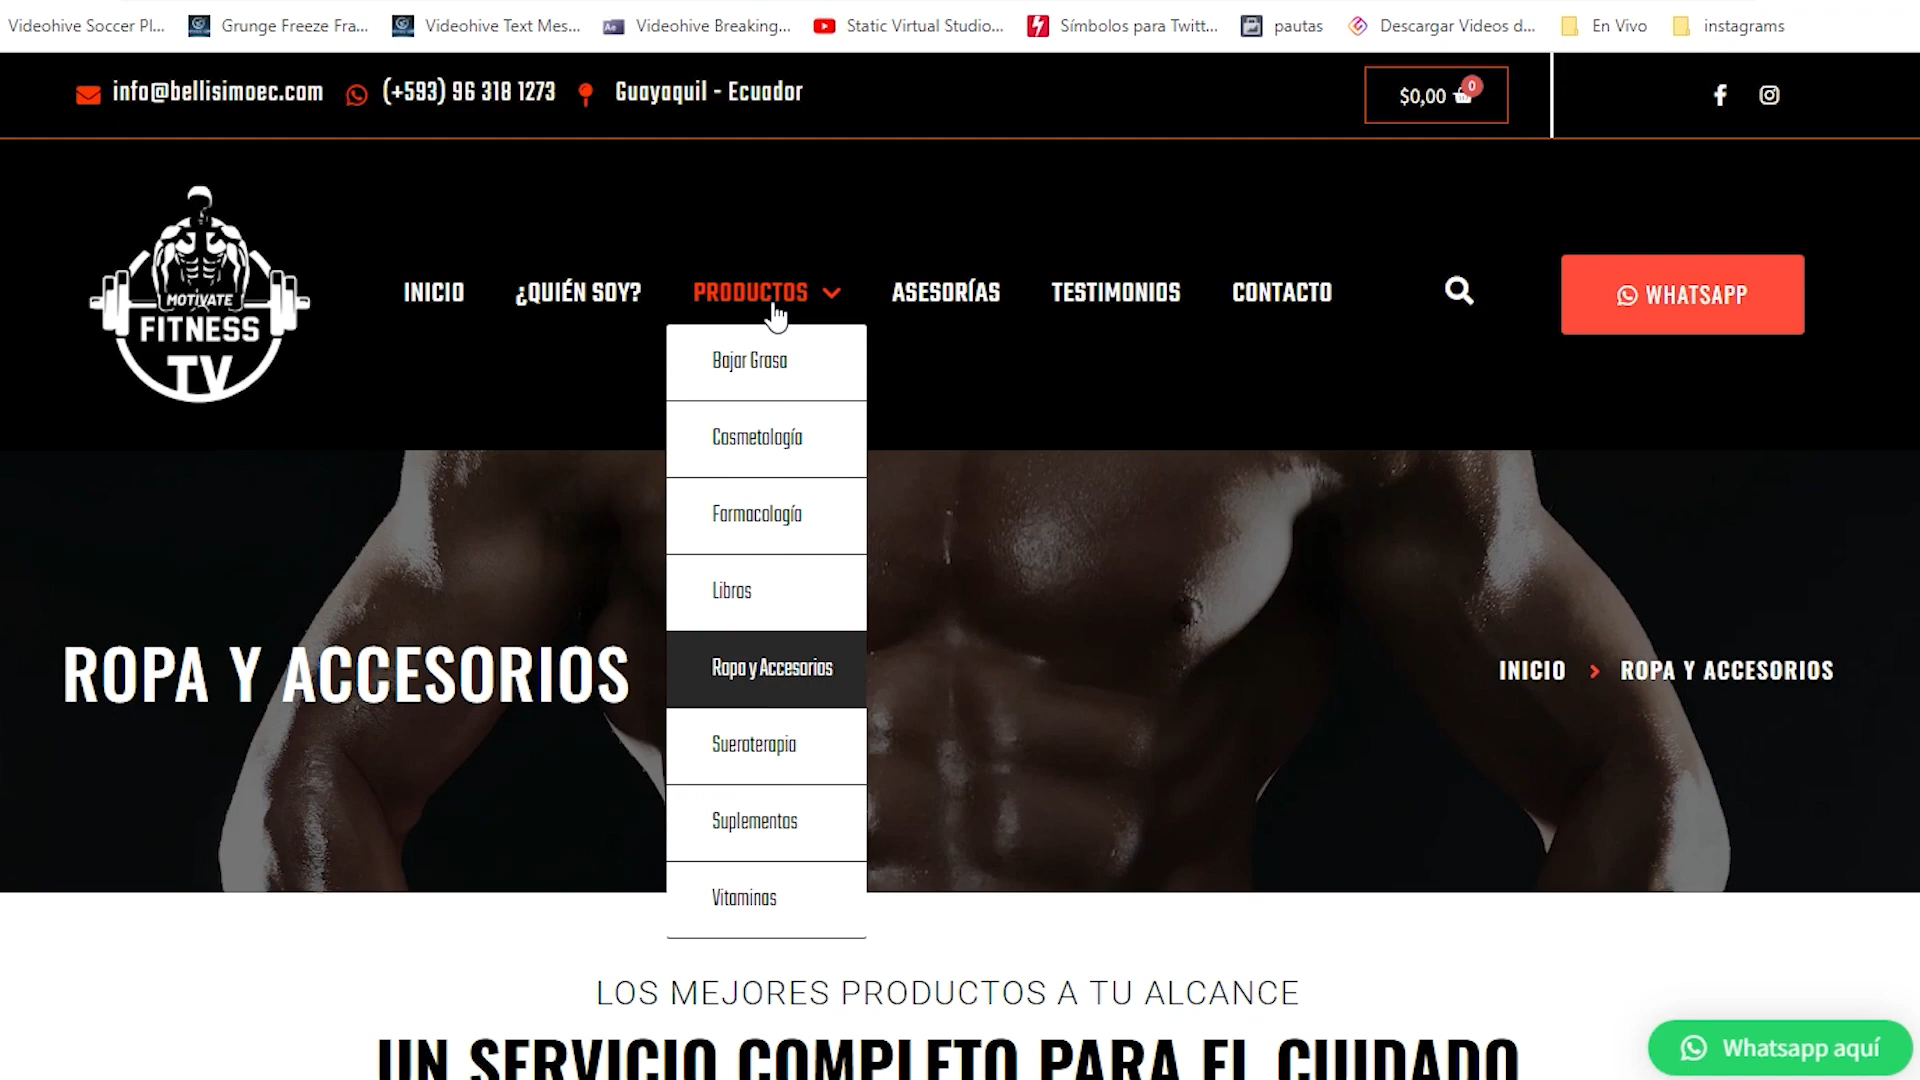 Videohive Soccer Pl...
Grunge Freeze Fra...
Videohive Text Mes...
Videohive Breaking...
Static Virtual Studio...
Símbolos para Twitt...
pautas
Descargar Videos d...
En Vivo
instagrams
info@bellisimoec.com
(+593) 96 318 1273
Guayaquil - Ecuador
$0,00
0
MOTIVATE
FITNESS
TV
INICIO
¿QUIÉN SOY?
PRODUCTOS
ASESORÍAS
TESTIMONIOS
CONTACTO
WHATSAPP
Bajar Grasa
Cosmetología
Farmacología
Libros
Ropa y Accesorios
Sueroterapia
Suplementos
Vitaminas
ROPA Y ACCESORIOS
INICIO > ROPA Y ACCESORIOS
LOS MEJORES PRODUCTOS A TU ALCANCE
UN SERVICIO COMPLETO PARA EL CUIDADO
Whatsapp aquí